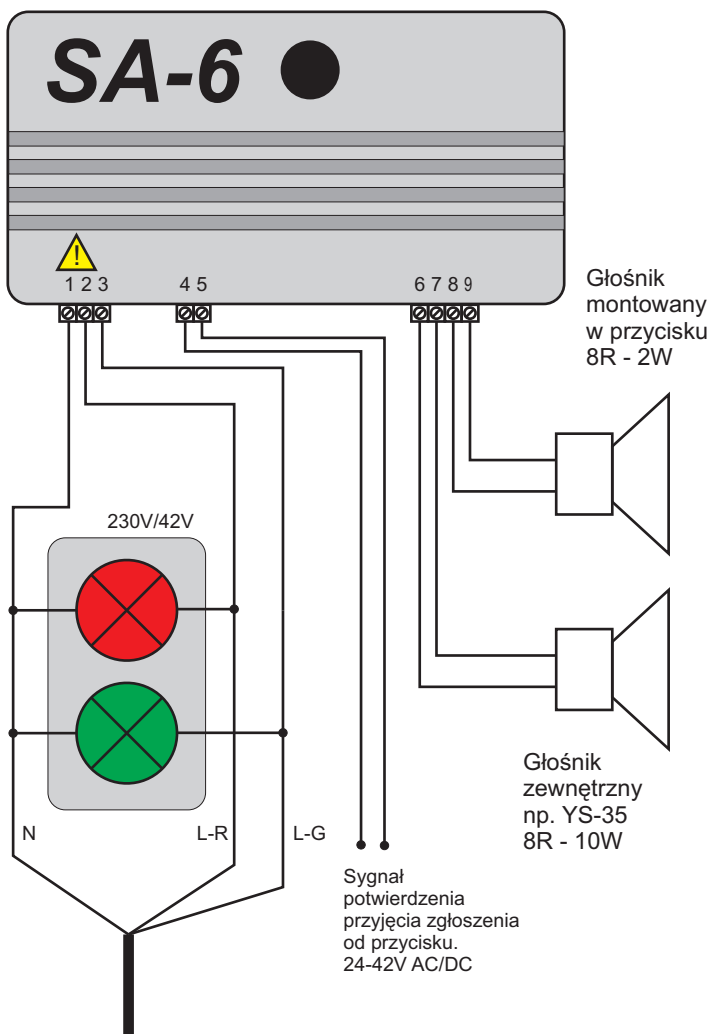 SA-6
!
1 2 3
4 5
6 7 8 9
Głośnik
montowany
w przycisku
8R - 2W
230V/42V
Głośnik
zewnętrzny
np. YS-35
8R - 10W
N
L-R
L-G
Sygnał
potwierdzenia
przyjęcia zgłoszenia
od przycisku.
24-42V AC/DC